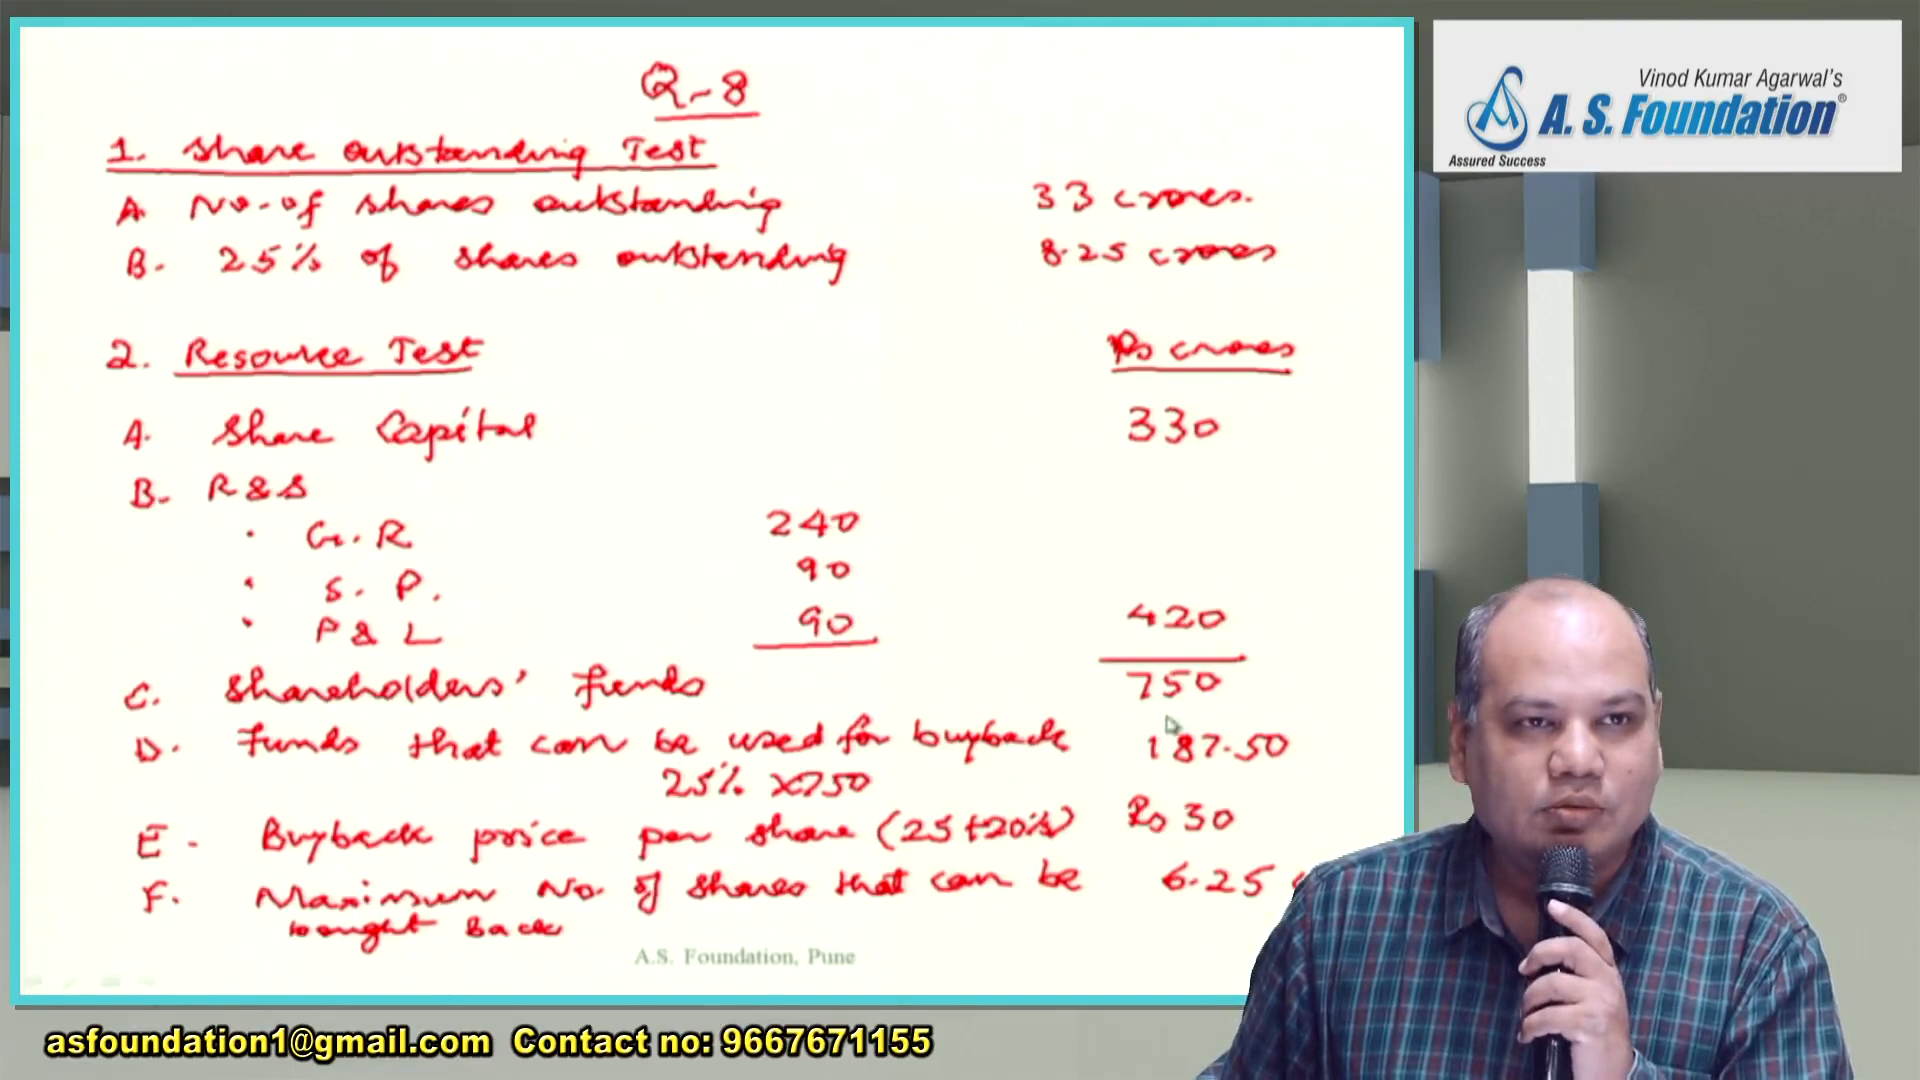 Q-8
1. Share outstanding Test
A. No. of shares outstanding 33 crores.
B. 25% of shares outstanding 8.25 crores
2. Resource Test Rs crores
A. Share Capital 330
B. R & S
• G. R 240
• S. P. 90
• P & L 90 420
C. Shareholders' funds 750
D. Funds that can be used for buyback 187.50
25% x 750
E. Buyback price per share (25+20%) Rs 30
F. Maximum No. of shares that can be 6.25
bought Back
A.S. Foundation, Pune
Vinod Kumar Agarwal's
A. S. Foundation®
Assured Success
asfoundation1@gmail.com Contact no: 9667671155